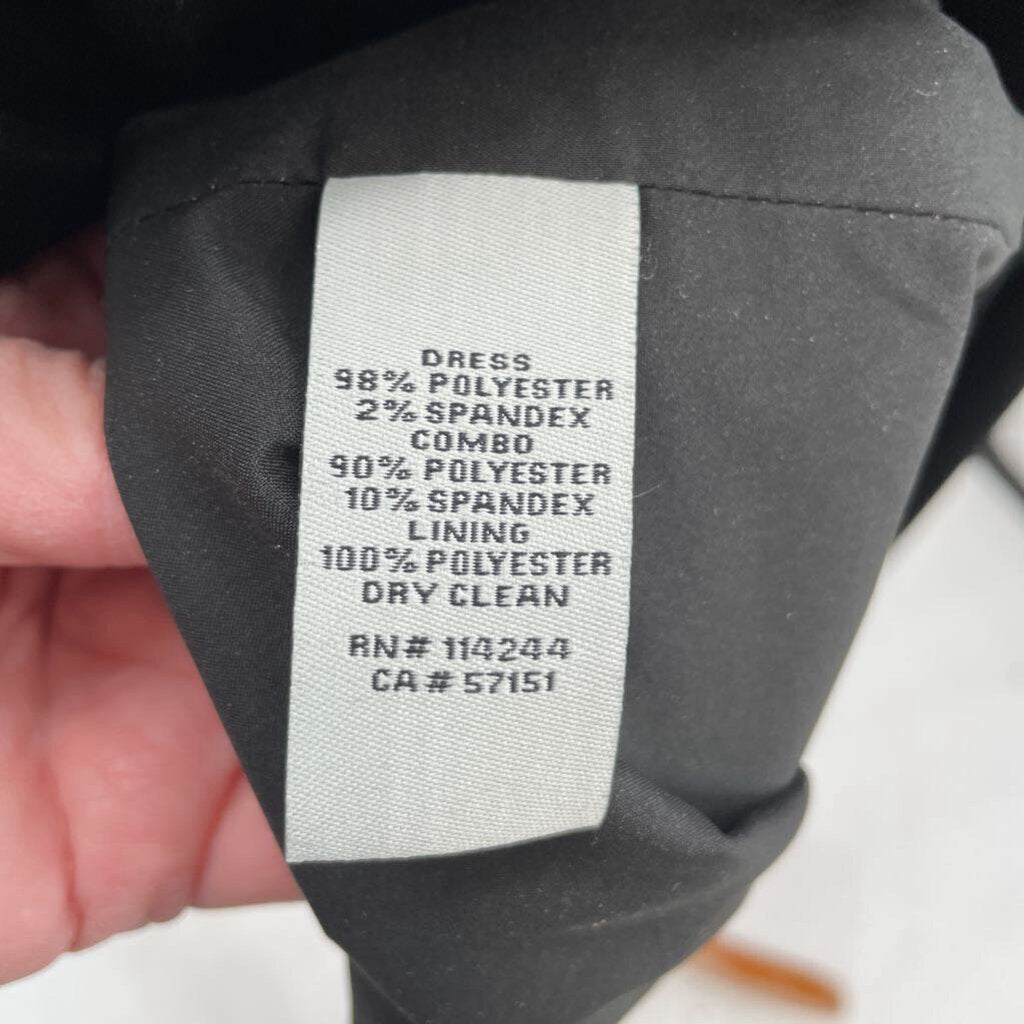 DRESS
98% POLYESTER
2% SPANDEX
COMBO
90% POLYESTER
10% SPANDEX
LINING
100% POLYESTER
DRY CLEAN
RN# 114244
CA# 57151